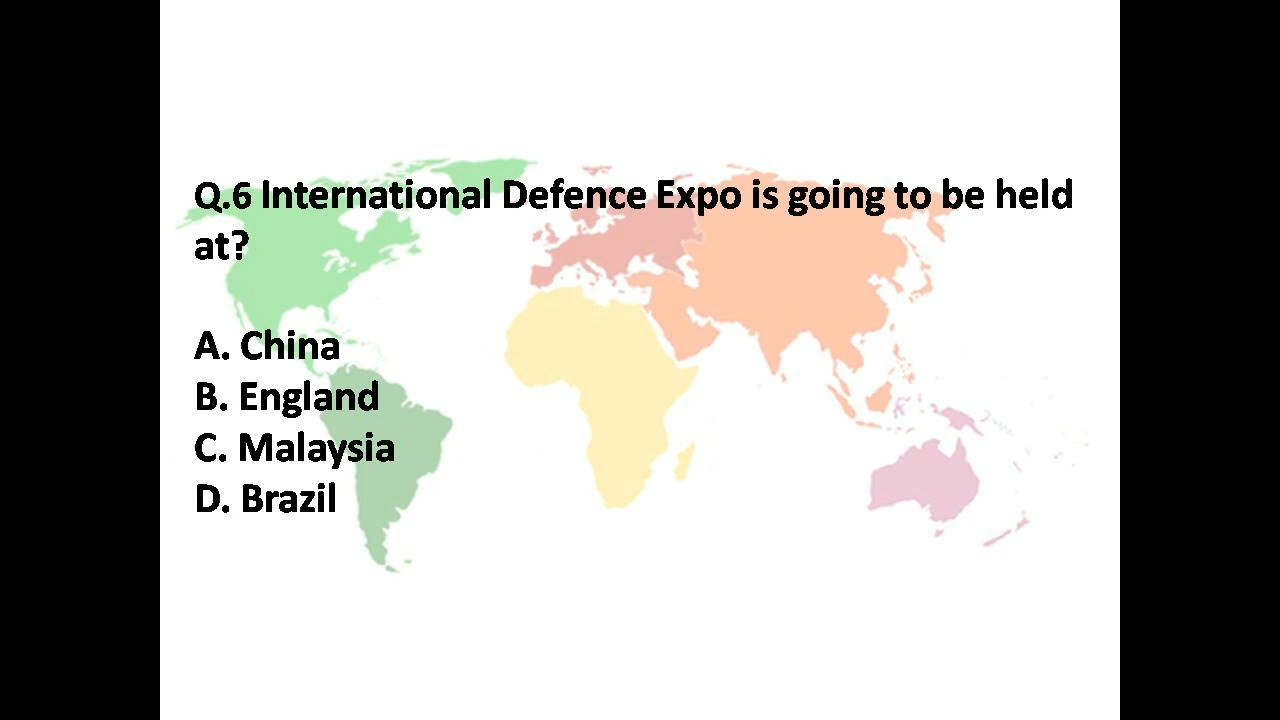 Q.6 International Defence Expo is going to be held
at?
A. China
B. England
C. Malaysia
D. Brazil